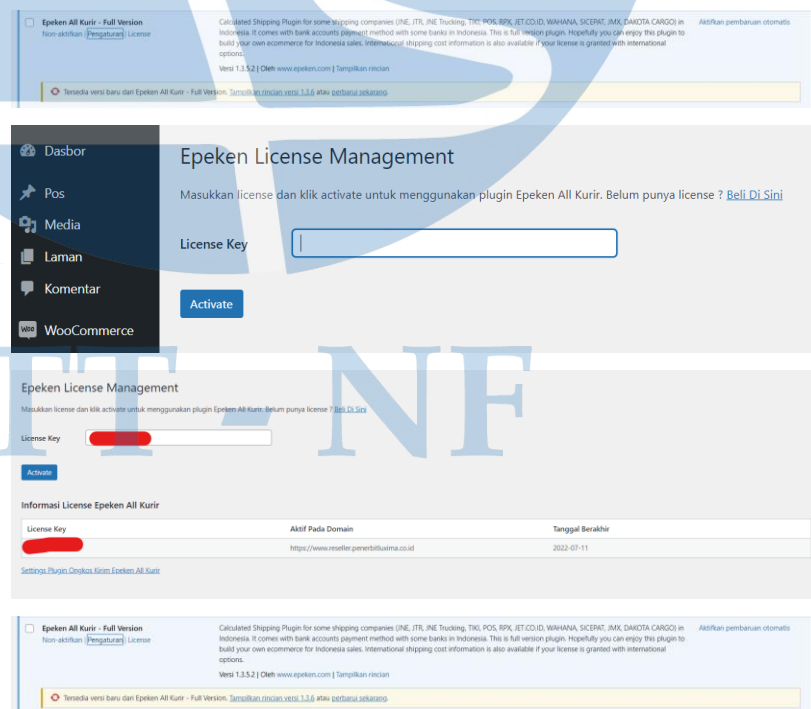 Epeken All Kurir - Full Version
Non-aktifkan | Pengaturan | License
Calculated Shipping Plugin for some shipping companies (JNE, JTR, JNE Trucking, TIKI, POS, RPX, JET.CO.ID, WAHANA, SICEPAT, JMX, DAKOTA CARGO) in
Indonesia. It comes with bank accounts payment method with some banks in Indonesia. This is full version plugin. Hopefully you can enjoy this plugin to
build your own ecommerce for Indonesia sales. International shipping cost information is also available if your license is granted with international
options.
Versi 1.3.5.2 | Oleh www.epeken.com | Tampilkan rincian
Aktifkan pembaruan otomatis
Tersedia versi baru dari Epeken All Kurir - Full Version. Tampilkan rincian versi 1.3.6 atau perbarui sekarang.
Dasbor
Pos
Media
Laman
Komentar
WooCommerce
Epeken License Management
Masukkan license dan klik activate untuk menggunakan plugin Epeken All Kurir. Belum punya license ? Beli Di Sini
License Key
Activate
TT - NF
Epeken License Management
Masukkan license dan klik activate untuk menggunakan plugin Epeken All Kurir. Belum punya license ? Beli Di Sini
License Key
Activate
Informasi License Epeken All Kurir
License Key Aktif Pada Domain Tanggal Berakhir
https://www.reseller.penerbitluxima.co.id 2022-07-11
Settings Plugin Ongkos Kirim Epeken All Kurir
Epeken All Kurir - Full Version
Non-aktifkan | Pengaturan | License
Calculated Shipping Plugin for some shipping companies (JNE, JTR, JNE Trucking, TIKI, POS, RPX, JET.CO.ID, WAHANA, SICEPAT, JMX, DAKOTA CARGO) in
Indonesia. It comes with bank accounts payment method with some banks in Indonesia. This is full version plugin. Hopefully you can enjoy this plugin to
build your own ecommerce for Indonesia sales. International shipping cost information is also available if your license is granted with international
options.
Versi 1.3.5.2 | Oleh www.epeken.com | Tampilkan rincian
Aktifkan pembaruan otomatis
Tersedia versi baru dari Epeken All Kurir - Full Version. Tampilkan rincian versi 1.3.6 atau perbarui sekarang.